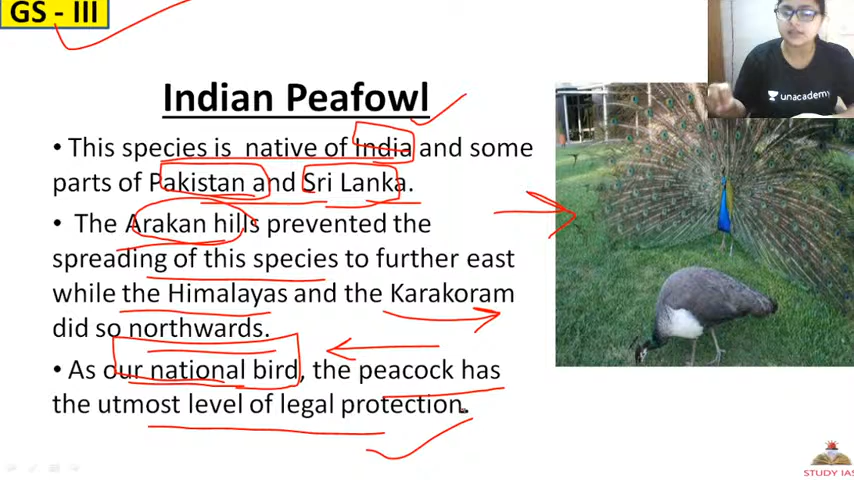 GS - III
Indian Peafowl
• This species is native of India and some
parts of Pakistan and Sri Lanka.
• The Arakan hills prevented the
spreading of this species to further east
while the Himalayas and the Karakoram
did so northwards.
• As our national bird, the peacock has
the utmost level of legal protection.
unacademy
STUDY IAS